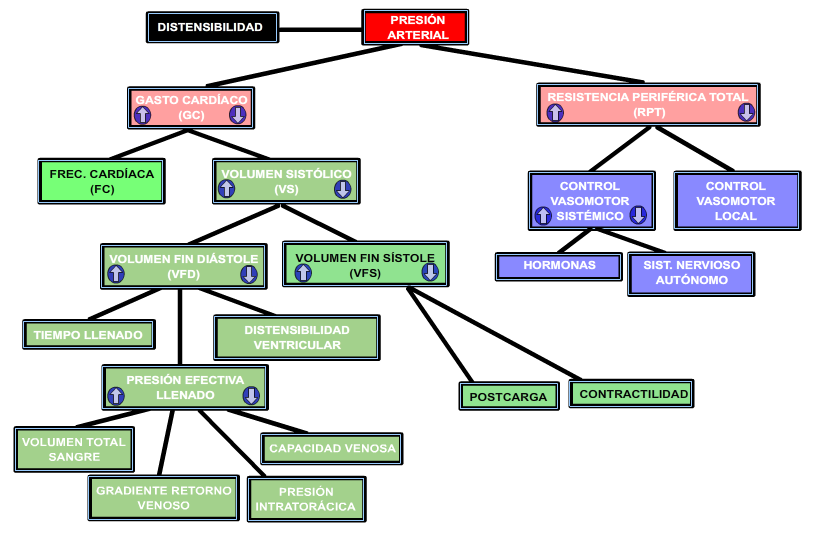 DISTENSIBILIDAD
PRESIÓN
ARTERIAL
GASTO CARDÍACO
(GC)
RESISTENCIA PERIFÉRICA TOTAL
(RPT)
FREC. CARDÍACA
(FC)
VOLUMEN SISTÓLICO
(VS)
CONTROL
VASOMOTOR
SISTÉMICO
CONTROL
VASOMOTOR
LOCAL
VOLUMEN FIN DIÁSTOLE
(VFD)
VOLUMEN FIN SÍSTOLE
(VFS)
HORMONAS
SIST. NERVIOSO
AUTÓNOMO
TIEMPO LLENADO
DISTENSIBILIDAD
VENTRICULAR
PRESIÓN EFECTIVA
LLENADO
POSTCARGA
CONTRACTILIDAD
VOLUMEN TOTAL
SANGRE
CAPACIDAD VENOSA
GRADIENTE RETORNO
VENOSO
PRESIÓN
INTRATORÁCICA